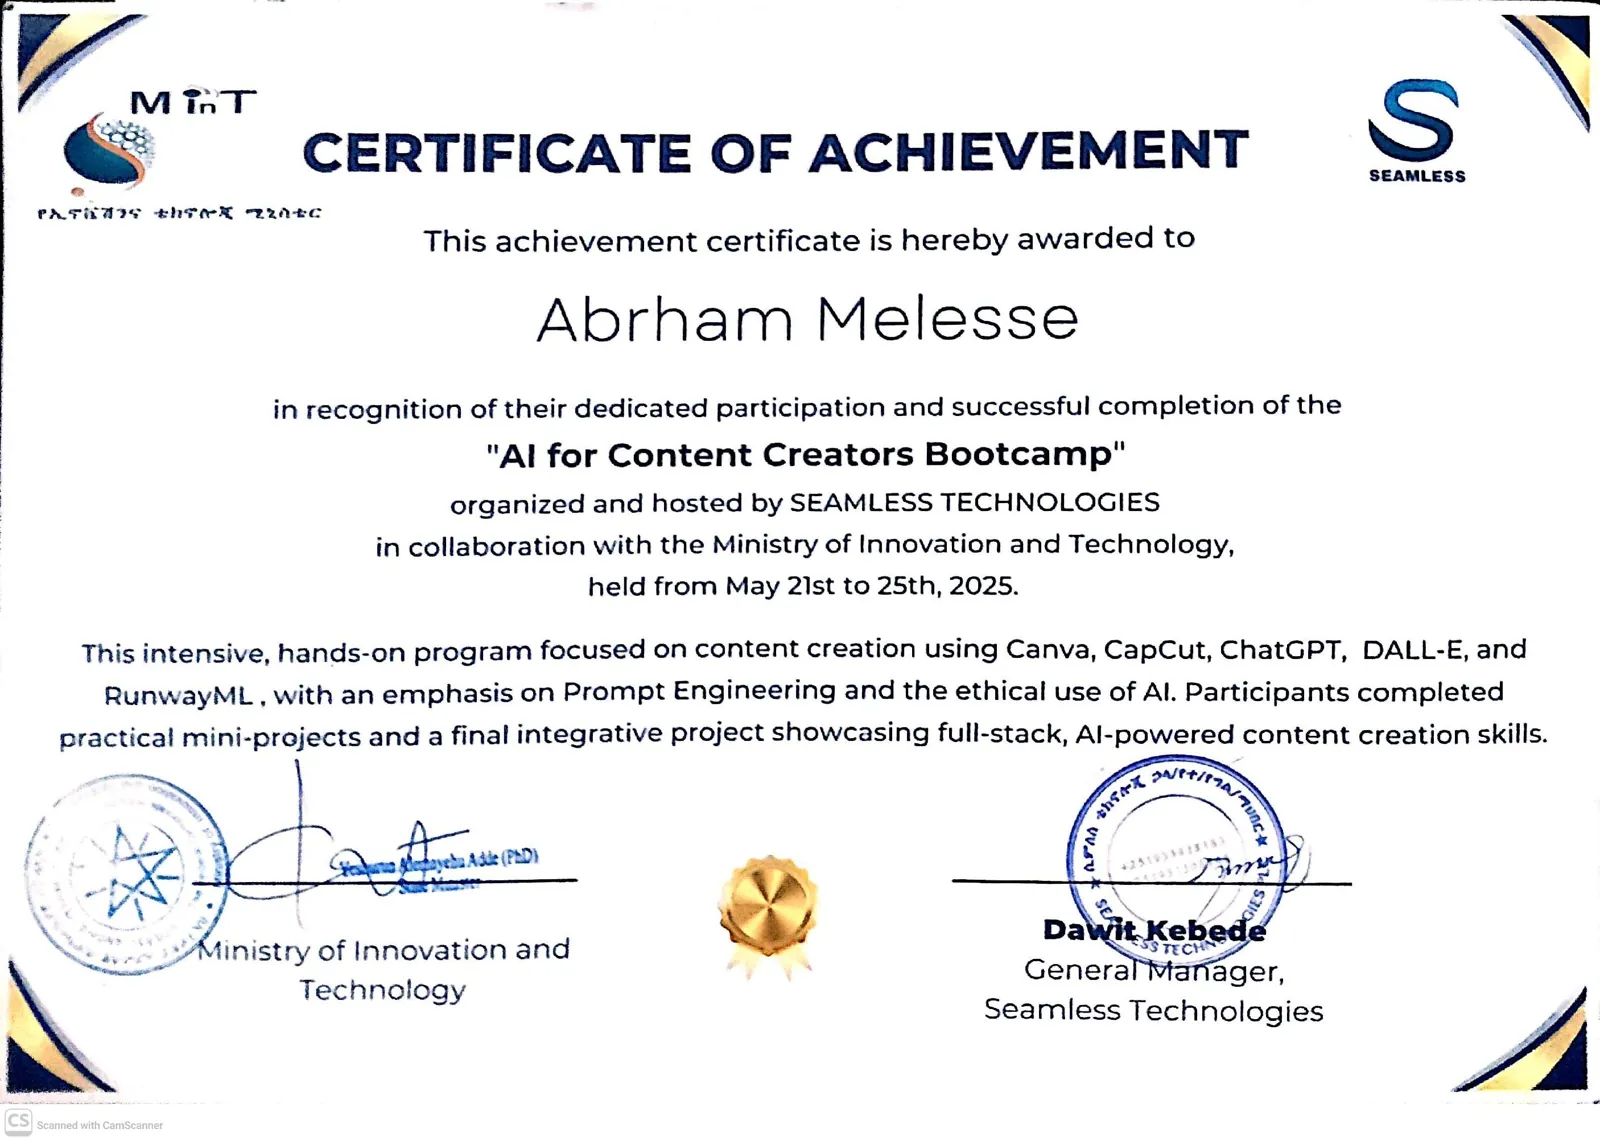 M inT
CERTIFICATE OF ACHIEVEMENT
SEAMLESS
This achievement certificate is hereby awarded to
Abrham Melesse
in recognition of their dedicated participation and successful completion of the
"AI for Content Creators Bootcamp"
organized and hosted by SEAMLESS TECHNOLOGIES
in collaboration with the Ministry of Innovation and Technology,
held from May 21st to 25th, 2025.
This intensive, hands-on program focused on content creation using Canva, CapCut, ChatGPT, DALL-E, and
RunwayML , with an emphasis on Prompt Engineering and the ethical use of AI. Participants completed
practical mini-projects and a final integrative project showcasing full-stack, AI-powered content creation skills.
(PhD)
Ministry of Innovation and
Technology
SEAMLESS TECHNOLOGIES
Dawit Kebede
General Manager,
Seamless Technologies
CS Scanned with CamScanner